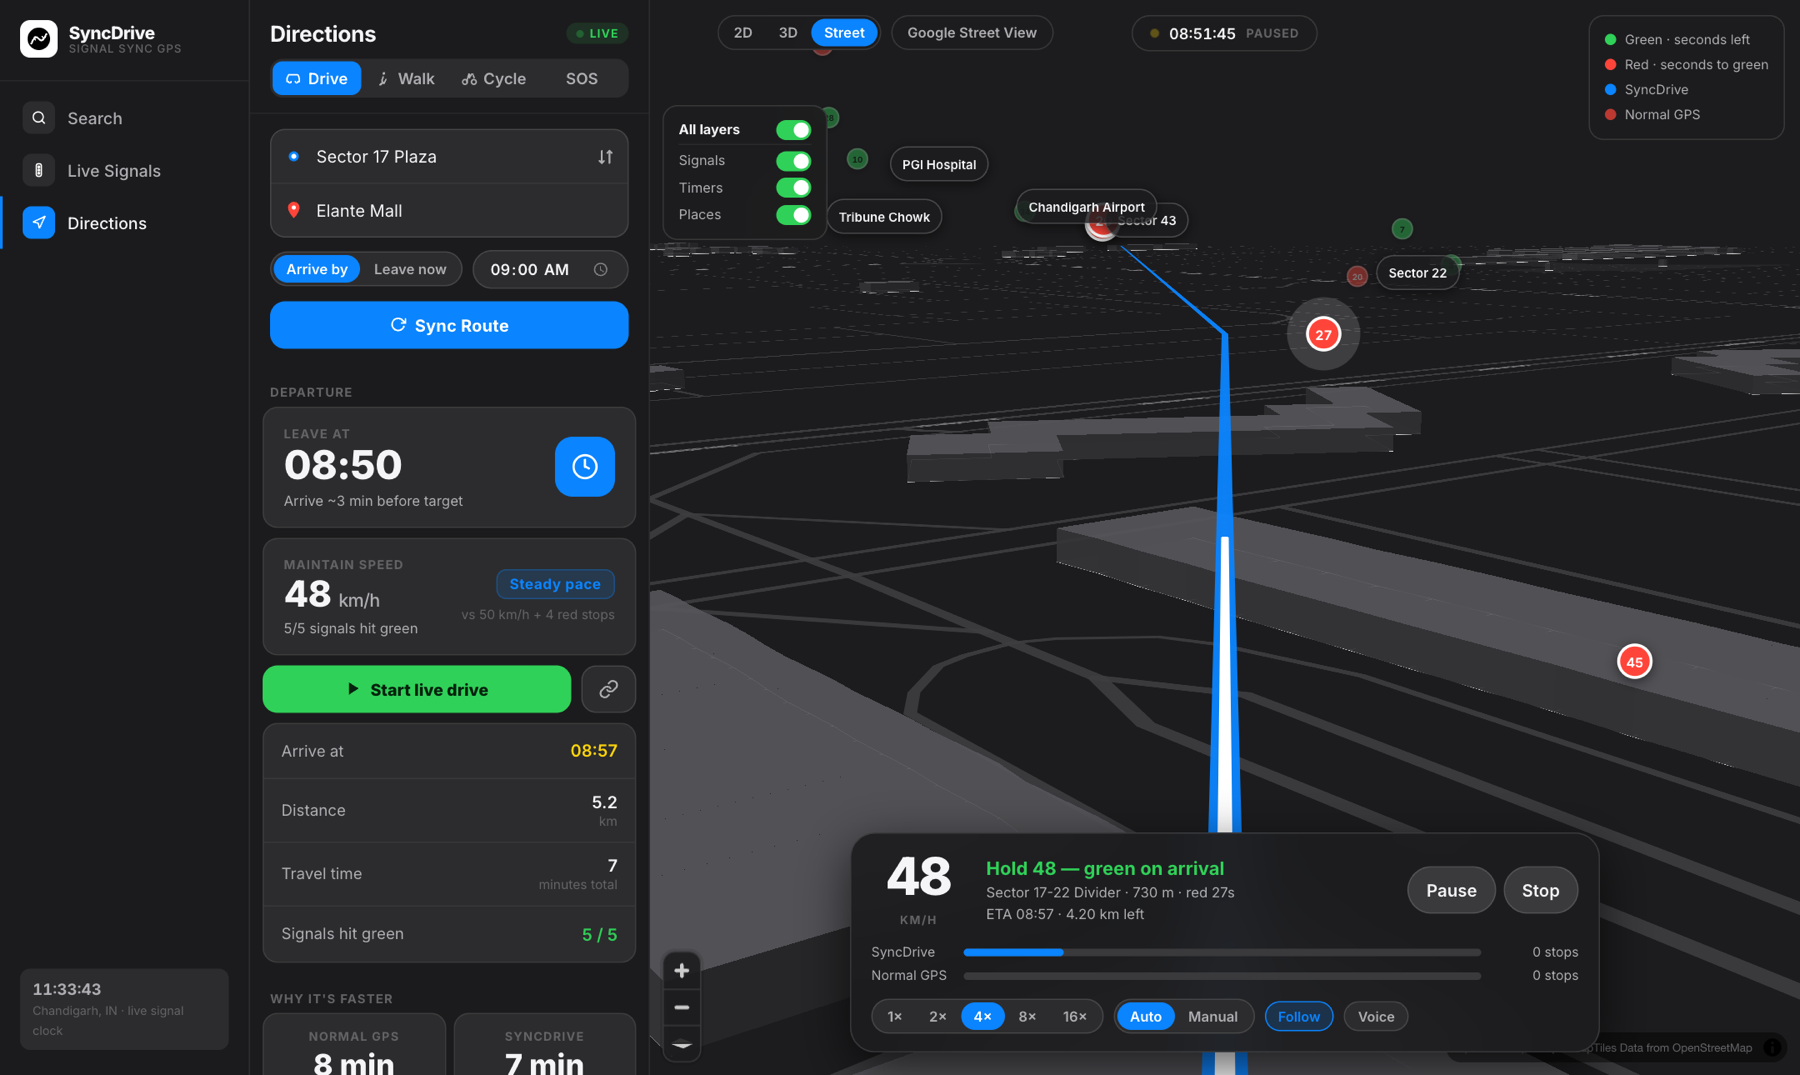 SyncDrive
SIGNAL SYNC GPS
Search
Live Signals
Directions
11:33:43
Chandigarh, IN · live signal
clock
Directions
LIVE
Drive
Walk
Cycle
SOS
Sector 17 Plaza
Elante Mall
Arrive by
Leave now
09:00 AM
Sync Route
DEPARTURE
LEAVE AT
08:50
Arrive ~3 min before target
MAINTAIN SPEED
48 km/h
5/5 signals hit green
Steady pace
vs 50 km/h + 4 red stops
Start live drive
Arrive at
08:57
Distance
5.2
km
Travel time
7
minutes total
Signals hit green
5 / 5
WHY IT'S FASTER
NORMAL GPS
8 min
SYNCDRIVE
7 min
2D
3D
Street
Google Street View
08:51:45 PAUSED
Green · seconds left
Red · seconds to green
SyncDrive
Normal GPS
All layers
Signals
Timers
Places
10
PGI Hospital
Tribune Chowk
Chandigarh Airport
Sector 43
7
20
Sector 22
27
45
48
KM/H
Hold 48 — green on arrival
Sector 17-22 Divider · 730 m · red 27s
ETA 08:57 · 4.20 km left
Pause
Stop
SyncDrive
0 stops
Normal GPS
0 stops
1×
2×
4×
8×
16×
Auto
Manual
Follow
Voice
Data from OpenStreetMap